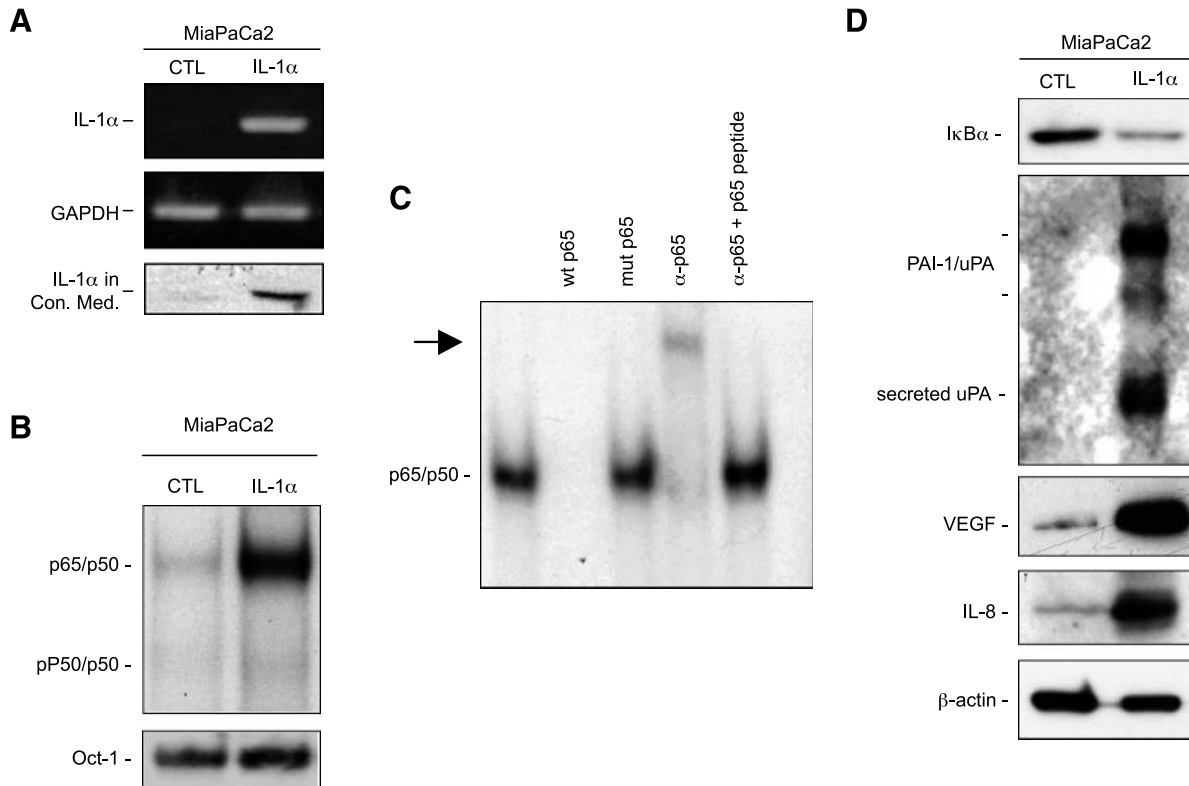 A
MiaPaCa2
CTL IL-1α
IL-1α –
GAPDH –
IL-1α in
Con. Med. –
B
MiaPaCa2
CTL IL-1α
p65/p50 -
pP50/p50 -
Oct-1 -
C
wt p65
mut p65
α-p65
α-p65 + p65 peptide
p65/p50 -
D
MiaPaCa2
CTL IL-1α
IκBα -
PAI-1/uPA
secreted uPA -
VEGF -
IL-8 -
β-actin -